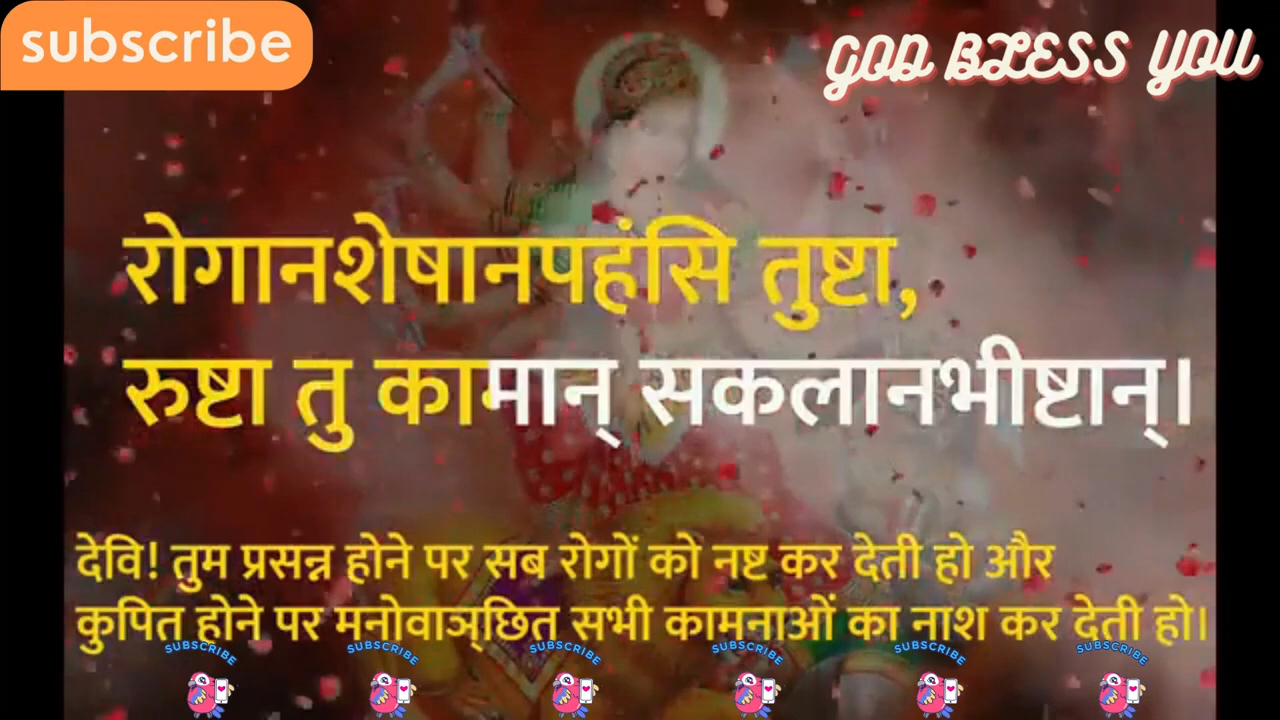 subscribe
GOD BLESS YOU
रोगानशेषानपहंसि तुष्टा,
रुष्टा तु कामान् सकलानभीष्टान्।
देवि! तुम प्रसन्न होने पर सब रोगों को नष्ट कर देती हो और
कुपित होने पर मनोवाञ्छित सभी कामनाओं का नाश कर देती हो।
SUBSCRIBE SUBSCRIBE SUBSCRIBE SUBSCRIBE SUBSCRIBE SUBSCRIBE